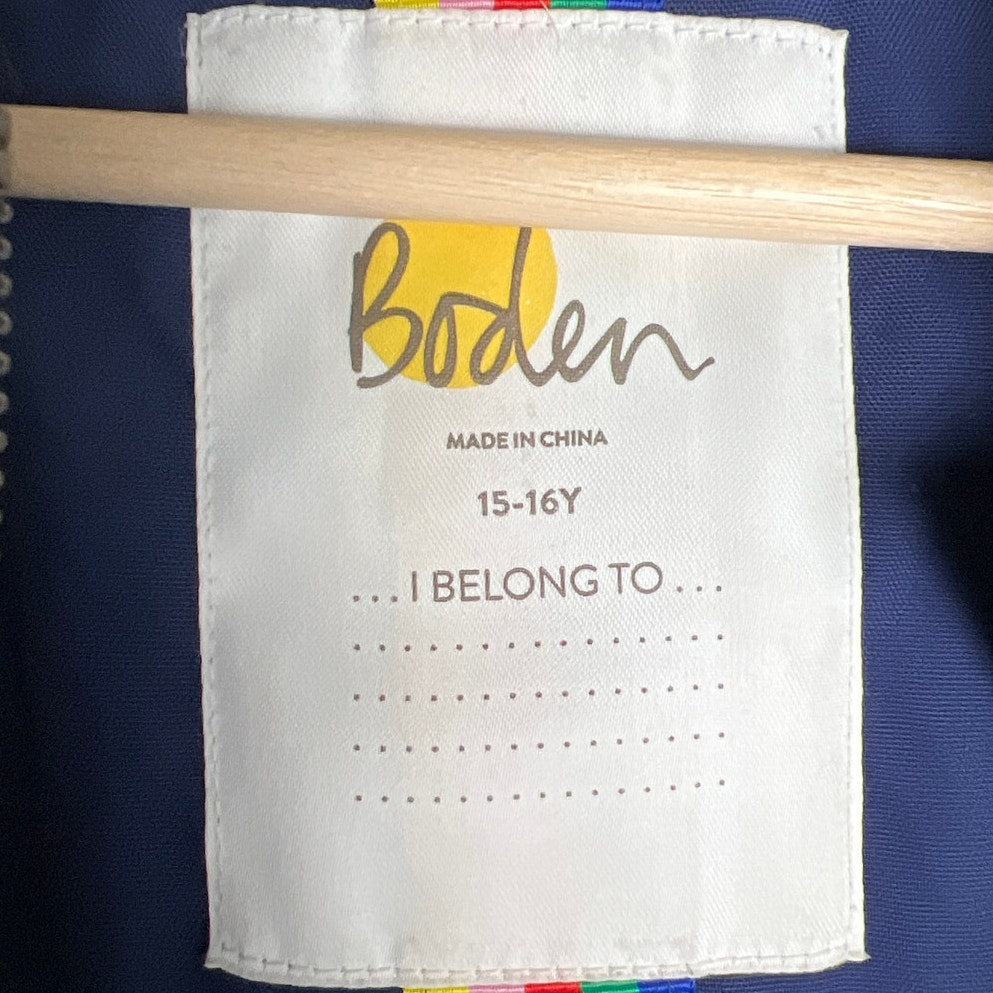 Boden
MADE IN CHINA
15-16Y
...I BELONG TO...